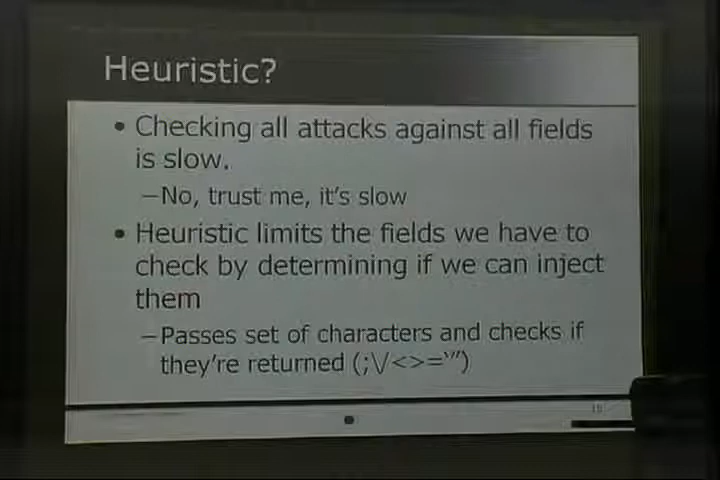 Heuristic?
• Checking all attacks against all fields
is slow.
–No, trust me, it's slow
• Heuristic limits the fields we have to
check by determining if we can inject
them
–Passes set of characters and checks if
they're returned (;\/<>='")